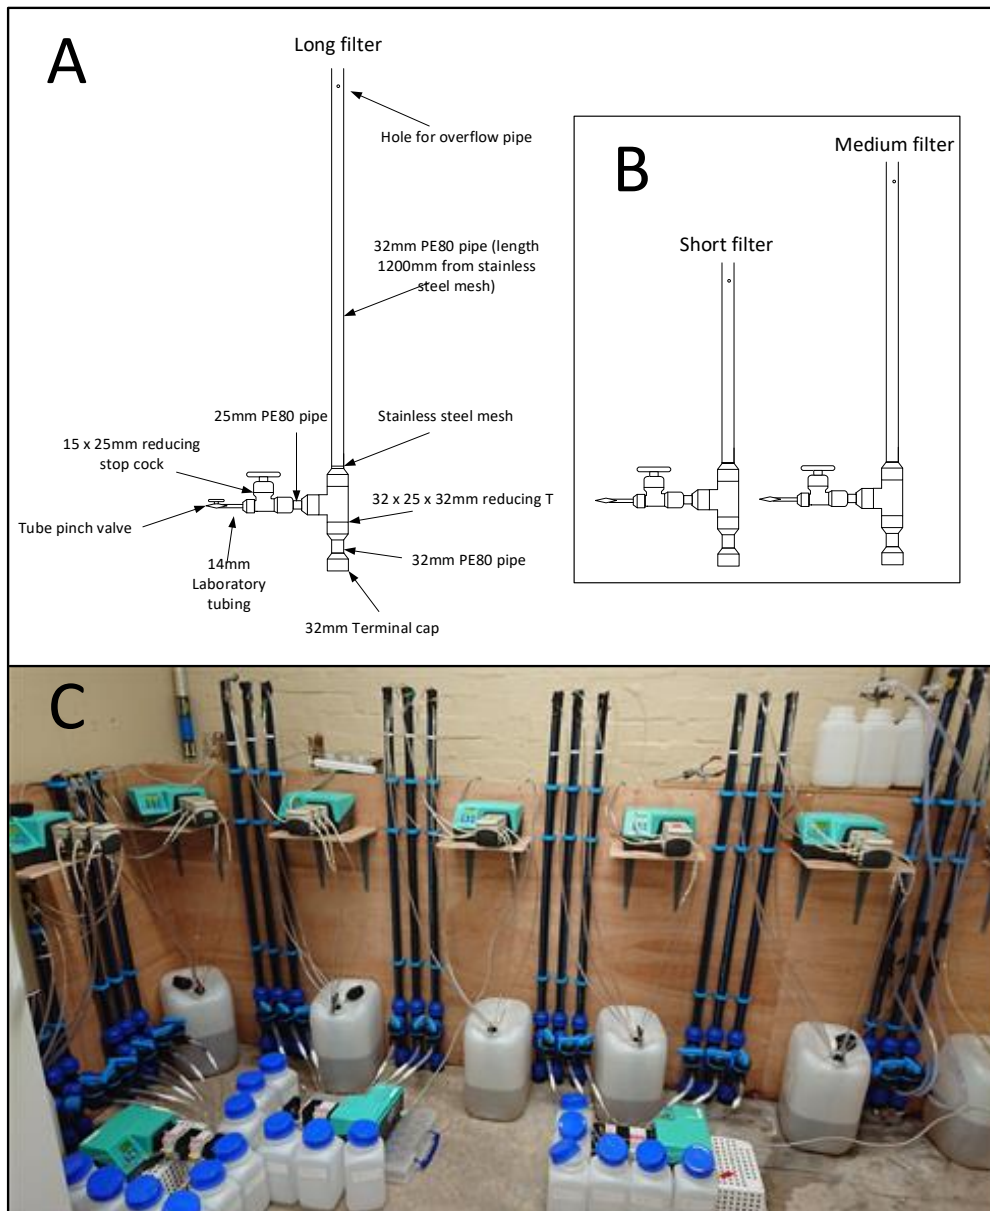 A
Long filter
Hole for overflow pipe
32mm PE80 pipe (length
1200mm from stainless
steel mesh)
25mm PE80 pipe
Stainless steel mesh
15 x 25mm reducing
stop cock
32 x 25 x 32mm reducing T
Tube pinch valve
32mm PE80 pipe
14mm
Laboratory
tubing
32mm Terminal cap
B
Medium filter
Short filter
C